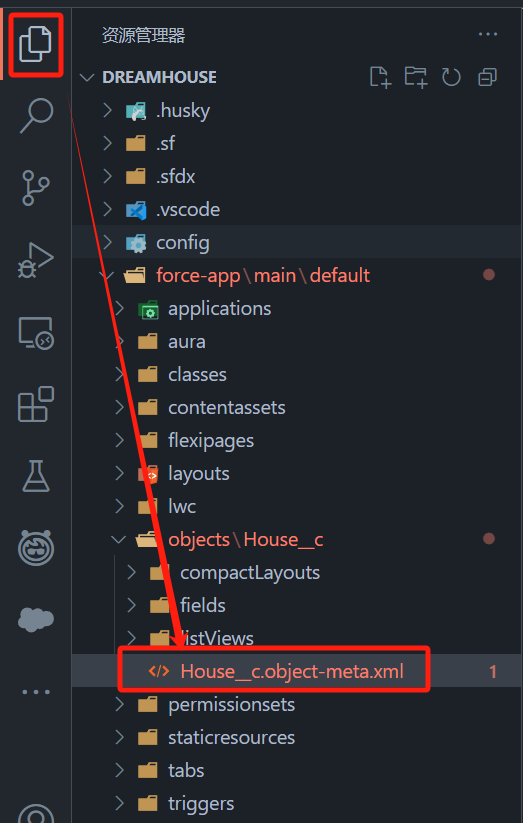 资源管理器
DREAMHOUSE
.husky
.sf
.sfdx
.vscode
config
force-app\main\default
applications
aura
classes
contentassets
flexipages
layouts
lwc
objects\House__c
compactLayouts
fields
listViews
House__c.object-meta.xml 1
permissionsets
staticresources
tabs
triggers